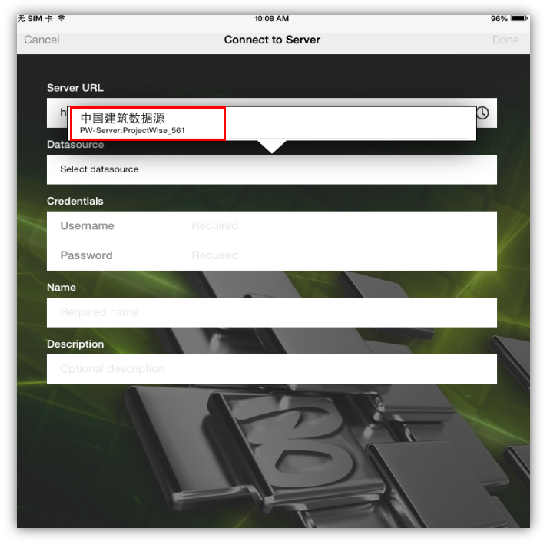 无 SIM 卡
10:08 AM
96%
Cancel
Connect to Server
Done
Server URL
h
中国建筑数据源
PW-Server:ProjectWise_561
Datasource
Select datasource
Credentials
Username
Required
Password
Required
Name
Required name
Description
Optional description